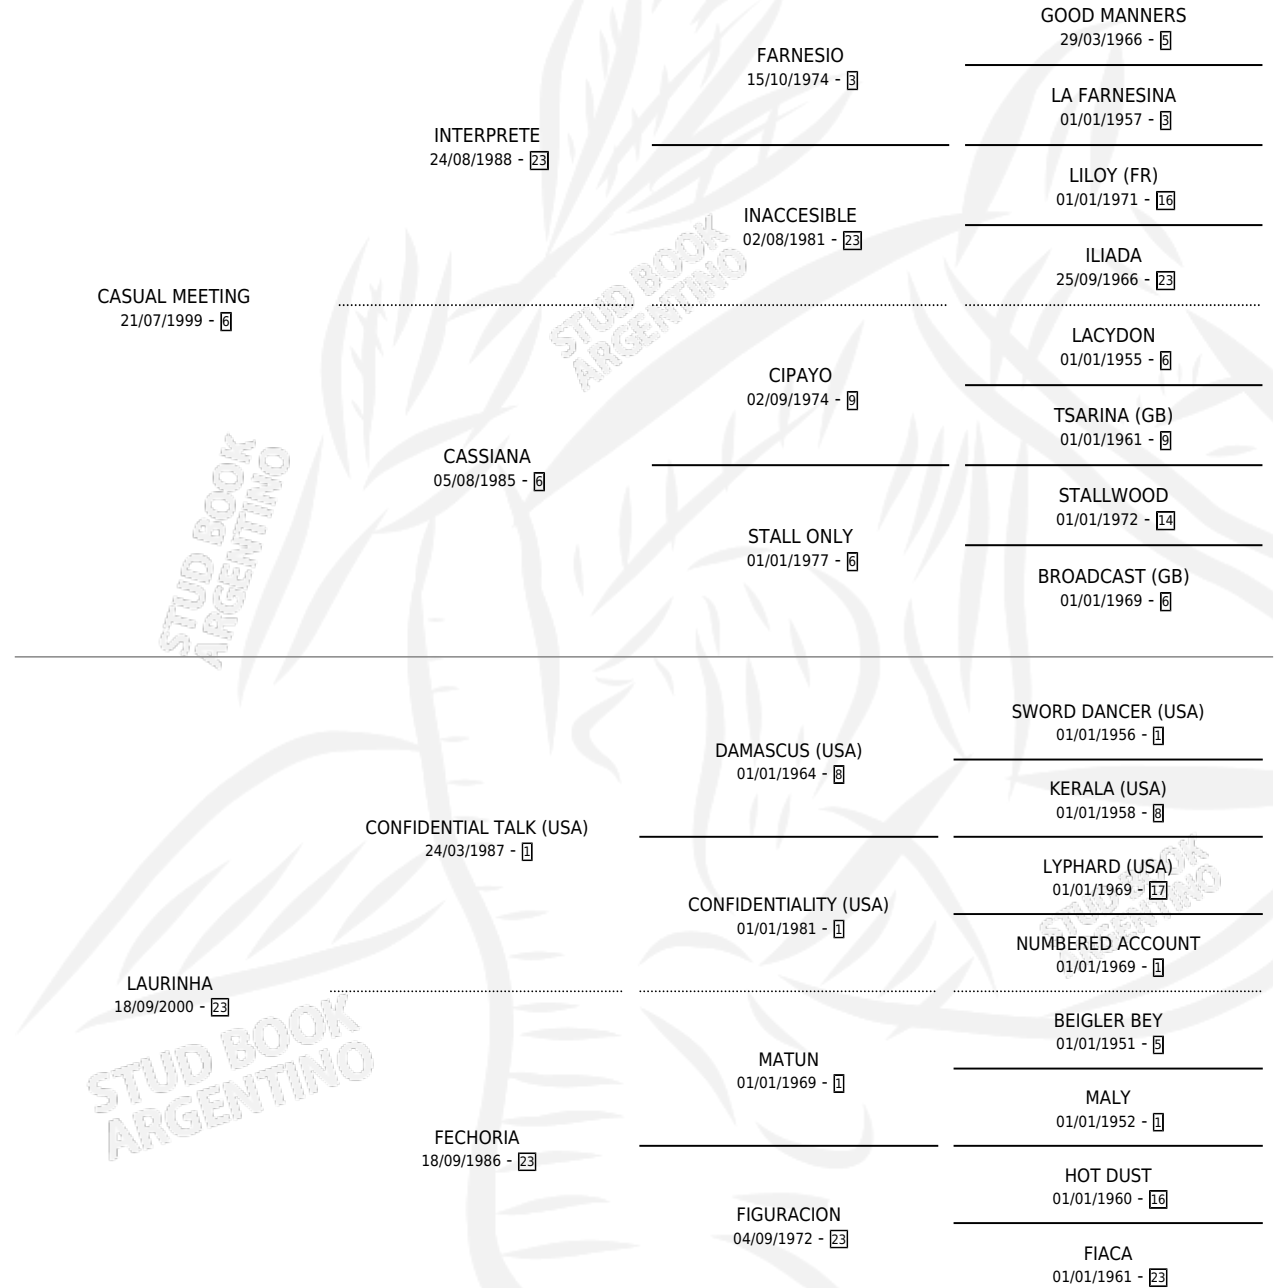 GOOD MANNERS
29/03/1966 - 5
FARNESIO
15/10/1974 - 3
LA FARNESINA
01/01/1957 - 3
INTERPRETE
24/08/1988 - 23
LILOY (FR)
01/01/1971 - 16
INACCESIBLE
02/08/1981 - 23
ILIADA
25/09/1966 - 23
CASUAL MEETING
21/07/1999 - 6
STUD BOOK
ARGENTINO
LACYDON
01/01/1955 - 6
CIPAYO
02/09/1974 - 9
TSARINA (GB)
01/01/1961 - 9
CASSIANA
05/08/1985 - 6
STALLWOOD
01/01/1972 - 14
STALL ONLY
01/01/1977 - 6
BROADCAST (GB)
01/01/1969 - 6
STUD BOOK
ARGENTINO
SWORD DANCER (USA)
01/01/1956 - 1
DAMASCUS (USA)
01/01/1964 - 8
KERALA (USA)
01/01/1958 - 8
CONFIDENTIAL TALK (USA)
24/03/1987 - 1
LYPHARD (USA)
01/01/1969 - 17
CONFIDENTIALITY (USA)
01/01/1981 - 1
NUMBERED ACCOUNT
01/01/1969 - 1
STUD BOOK
ARGENTINO
LAURINHA
18/09/2000 - 23
BEIGLER BEY
01/01/1951 - 5
MATUN
01/01/1969 - 1
MALY
01/01/1952 - 1
STUD BOOK
ARGENTINO
FECHORIA
18/09/1986 - 23
HOT DUST
01/01/1960 - 16
FIGURACION
04/09/1972 - 23
FIACA
01/01/1961 - 23